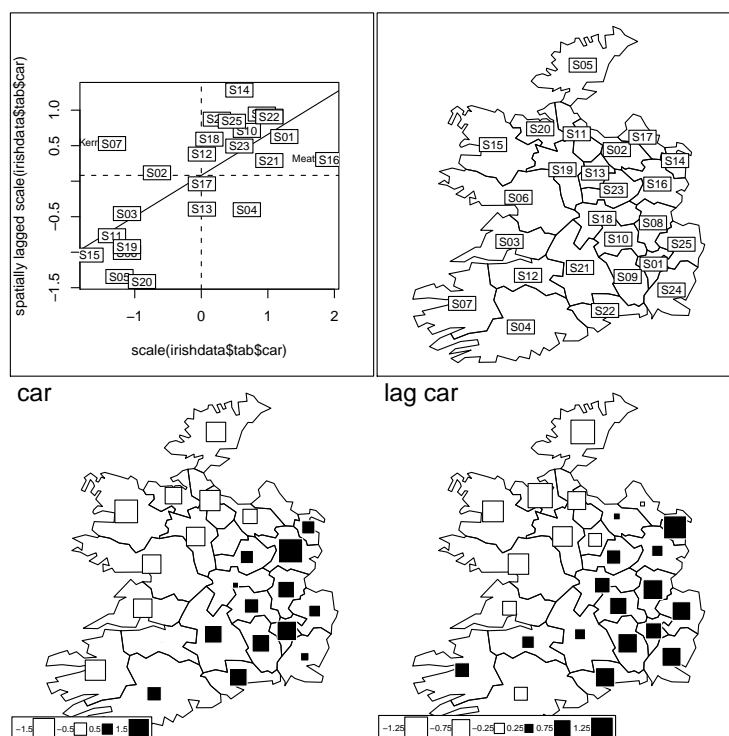 spatially lagged scale(irishdata$tab$car)
1.0
0.5
−0.5
−1.5
S14
S22
S25
S10
S01
S18
S23
S07
S12
S21
Meat
S16
S02
S17
S03
S13
S04
S11
S19
S15
S05
S20
−1
0
1
2
scale(irishdata$tab$car)
S05
S20
S11
S17
S15
S02
S14
S19
S13
S16
S06
S23
S18
S08
S03
S10
S25
S12
S21
S01
S09
S24
S07
S22
S04
car
−1.5
−0.5
0.5
1.5
lag car
−1.25
−0.75
−0.25
0.25
0.75
1.25